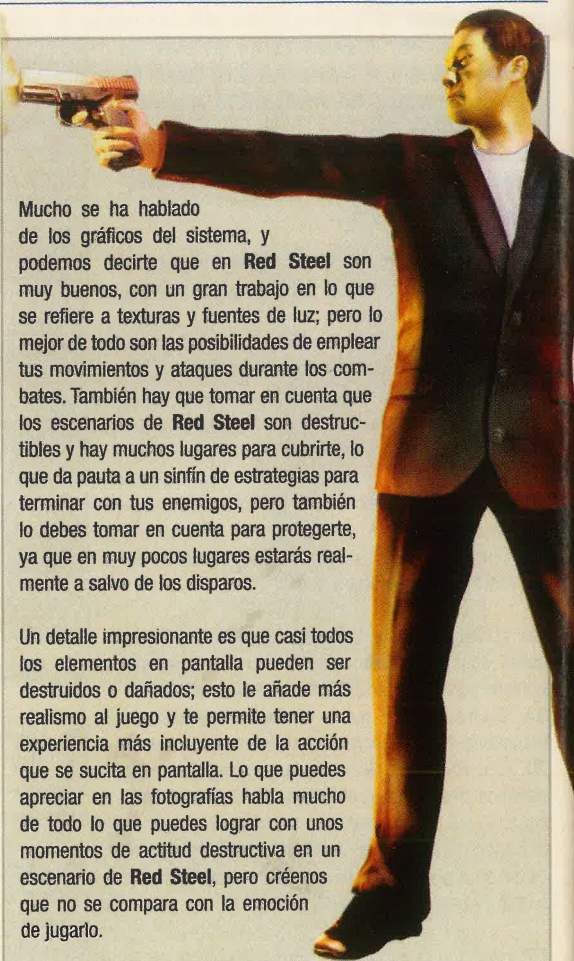 Mucho se ha hablado
de los gráficos del sistema, y
podemos decirte que en Red Steel son
muy buenos, con un gran trabajo en lo que
se refiere a texturas y fuentes de luz; pero lo
mejor de todo son las posibilidades de emplear
tus movimientos y ataques durante los com-
bates. También hay que tomar en cuenta que
los escenarios de Red Steel son destruc-
tibles y hay muchos lugares para cubrirte, lo
que da pauta a un sinfín de estrategias para
terminar con tus enemigos, pero también
lo debes tomar en cuenta para protegerte,
ya que en muy pocos lugares estarás real-
mente a salvo de los disparos.
Un detalle impresionante es que casi todos
los elementos en pantalla pueden ser
destruidos o dañados; esto le añade más
realismo al juego y te permite tener una
experiencia más incluyente de la acción
que se sucita en pantalla. Lo que puedes
apreciar en las fotografías habla mucho
de todo lo que puedes lograr con unos
momentos de actitud destructiva en un
escenario de Red Steel, pero créenos
que no se compara con la emoción
de jugarlo.